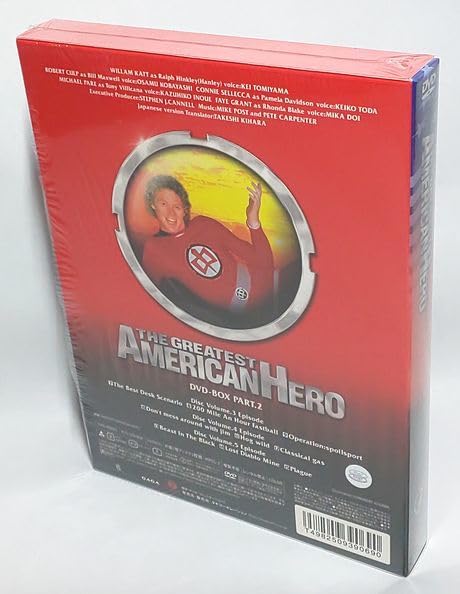 WILLAM KATT as Ralph Hinkley(Hanley) voice:KEI TOMIYAMA
ROBERT CULP as Bill Maxwell voice:OSAMU KOBAYASHI CONNIE SELLECCA as Pamela Davidson voice:KEIKO TODA
MICHAEL PARE as Tony Villicana voice:KAZUHIKO INOUE FAYE GRANT as Rhonda Blake voice:MIKA DOI
Executive Producer:STEPHEN J.CANNELL Music:MIKE POST and PETE CARPENTER
Japanese version Translator:TAKESHI KIHARA
THE GREATEST
AMERICANHERO
DVD-BOX PART.2
Disc Volume.3 Episode
The Best Desk Scenario 200 Mile An Hour fastball Operation:spoilsport
Disc Volume.4 Episode
Don't mess around with jim Hog wild Classical gas
Disc Volume.5 Episode
Beast In The Black Lost Diablo Mine Plague
DVD
GAGA
T4982509390690
DVD
AMERICANHERO